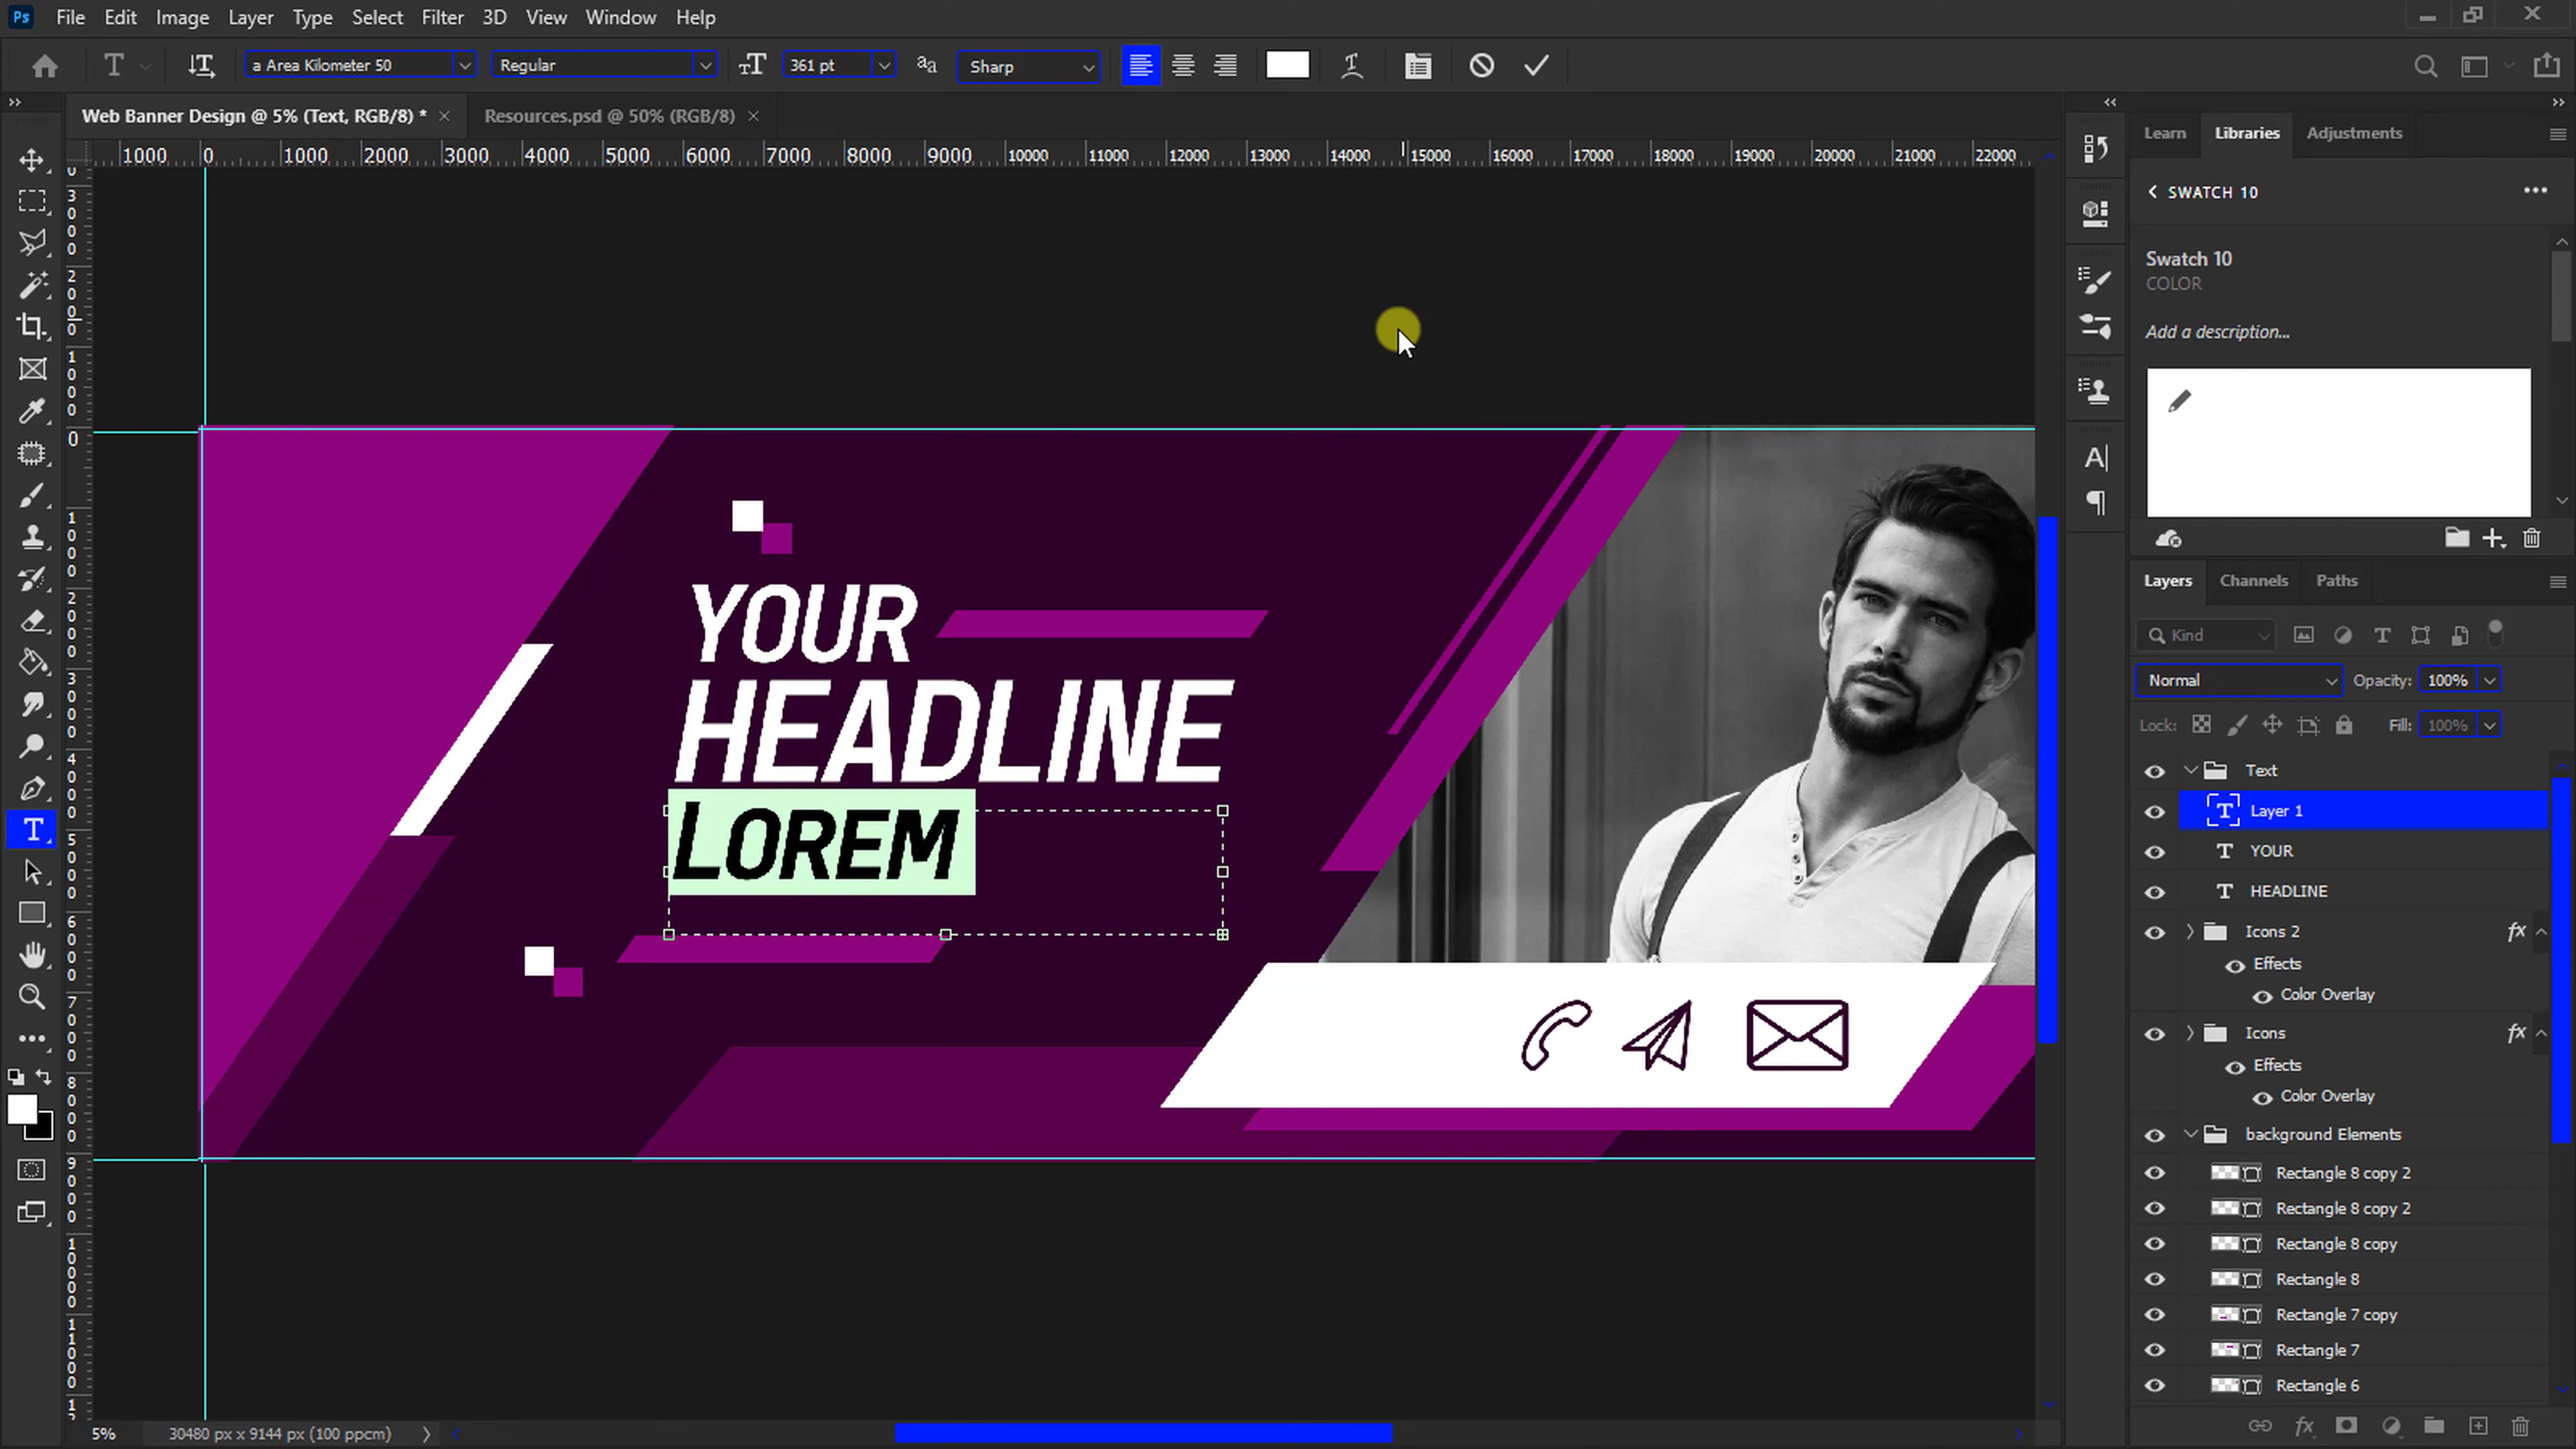 Ps File Edit Image Layer Type Select Filter 3D View Window Help
T a Area Kilometer 50 Regular 361 pt aa Sharp
Web Banner Design @ 5% (Text, RGB/8) * × Resources.psd @ 50% (RGB/8) ×
1000 0 1000 2000 3000 4000 5000 6000 7000 8000 9000 10000 11000 12000 13000 14000 15000 16000 17000 18000 19000 20000 21000 22000
Learn Libraries Adjustments
SWATCH 10
Swatch 10
COLOR
Add a description...
YOUR
HEADLINE
LOREM
Layers Channels Paths
Kind
Normal Opacity: 100%
Lock: Fill: 100%
Text
Layer 1
YOUR
HEADLINE
Icons 2 fx
Effects
Color Overlay
Icons fx
Effects
Color Overlay
background Elements
Rectangle 8 copy 2
Rectangle 8 copy 2
Rectangle 8 copy
Rectangle 8
Rectangle 7 copy
Rectangle 7
Rectangle 6
5% 30480 px x 9144 px (100 ppcm)